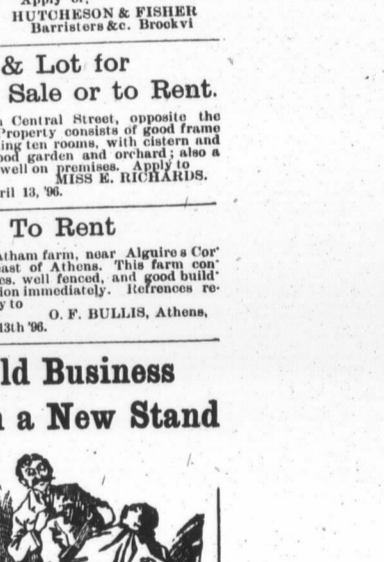 Apply
HUTCHESON & FISHER
Barristers &c. Brockvi
& Lot for
Sale or to Rent.
Central Street, opposite the
Property consists of good frame
ing ten rooms, with cistern and
ood garden and orchard; also a
well on premises. Apply to
MISS E. RICHARDS.
ril 13, '96.
To Rent
atham farm, near Alguire s Cor'
ast of Athens. This farm con'
es. well fenced, and good build'
ion immediately. Refrences re-
y to
O. F. BULLIS, Athens,
13th '96.
ld Business
a New Stand